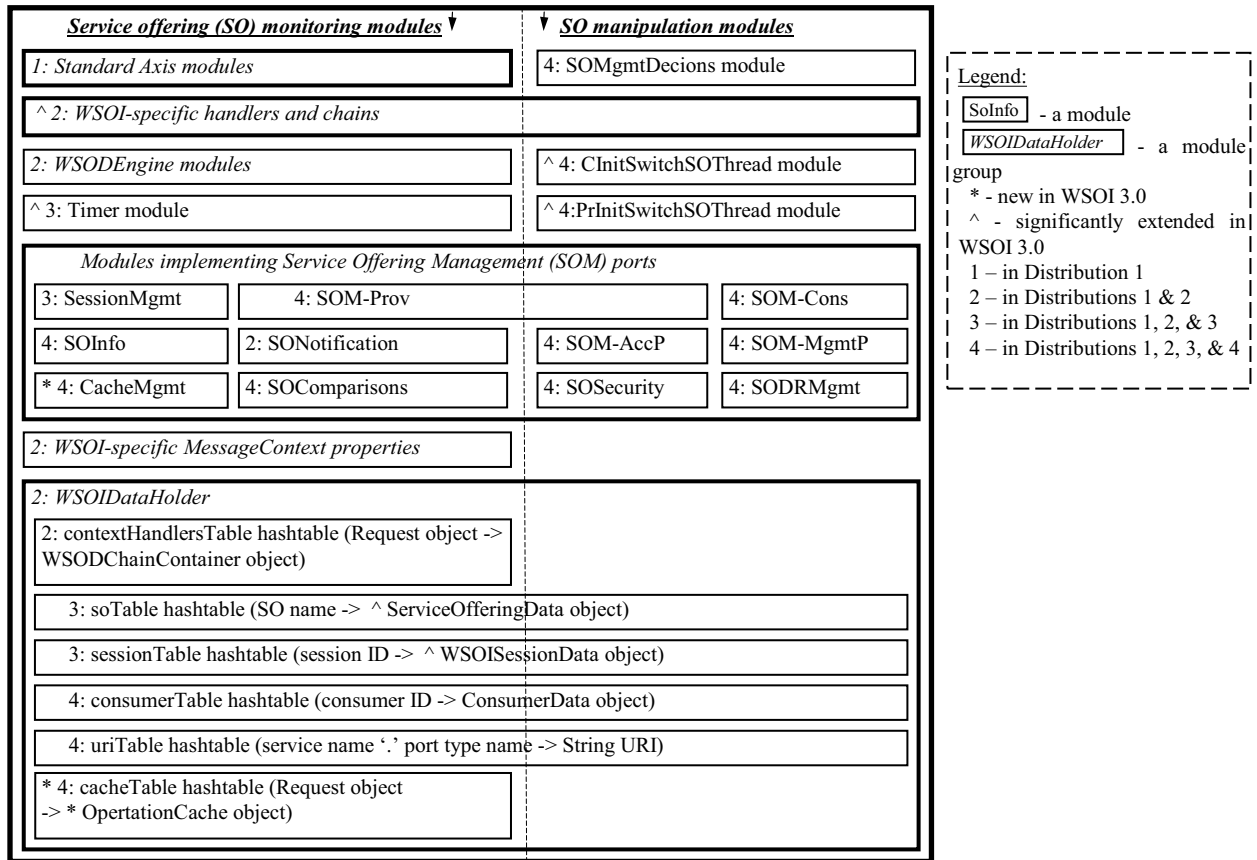 Service offering (SO) monitoring modules
SO manipulation modules
1: Standard Axis modules
4: SOMgmtDecions module
^ 2: WSOI-specific handlers and chains
2: WSODEngine modules
^ 4: CInitSwitchSOThread module
^ 3: Timer module
^ 4:PrInitSwitchSOThread module
Modules implementing Service Offering Management (SOM) ports
3: SessionMgmt
4: SOM-Prov
4: SOM-Cons
4: SOInfo
2: SONotification
4: SOM-AccP
4: SOM-MgmtP
* 4: CacheMgmt
4: SOComparisons
4: SOSecurity
4: SODRMgmt
2: WSOI-specific MessageContext properties
2: WSOIDataHolder
2: contextHandlersTable hashtable (Request object ->
WSODChainContainer object)
3: soTable hashtable (SO name -> ^ ServiceOfferingData object)
3: sessionTable hashtable (session ID -> ^ WSOISessionData object)
4: consumerTable hashtable (consumer ID -> ConsumerData object)
4: uriTable hashtable (service name ‘.’ port type name -> String URI)
* 4: cacheTable hashtable (Request object
-> * OpertationCache object)
Legend:
SoInfo - a module
WSOIDataHolder - a module
group
* - new in WSOI 3.0
^ - significantly extended in
WSOI 3.0
1 – in Distribution 1
2 – in Distributions 1 & 2
3 – in Distributions 1, 2, & 3
4 – in Distributions 1, 2, 3, & 4